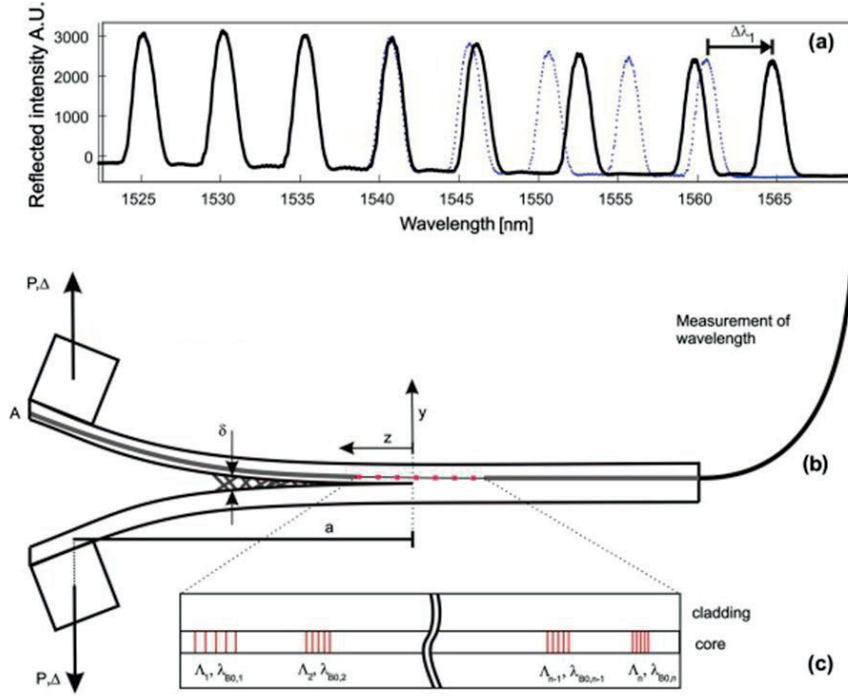 Reflected intensity A.U.
3000
2000
1000
0
Δλ1
(a)
1525 1530 1535 1540 1545 1550 1555 1560 1565
Wavelength [nm]
P,Δ
Measurement of
wavelength
A
δ
z
y
(b)
a
cladding
core
Λ1, λB0,1 Λ2, λB0,2 Λn-1, λB0,n-1 Λn, λB0,n
P,Δ
(c)